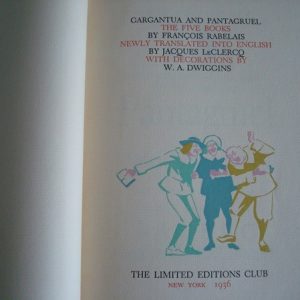 GARGANTUA AND PANTAGRUEL
THE FIVE BOOKS
BY FRANÇOIS RABELAIS
NEWLY TRANSLATED INTO ENGLISH
BY JACQUES LeCLERCQ
WITH DECORATIONS BY
W. A. DWIGGINS
THE LIMITED EDITIONS CLUB
NEW YORK 1936